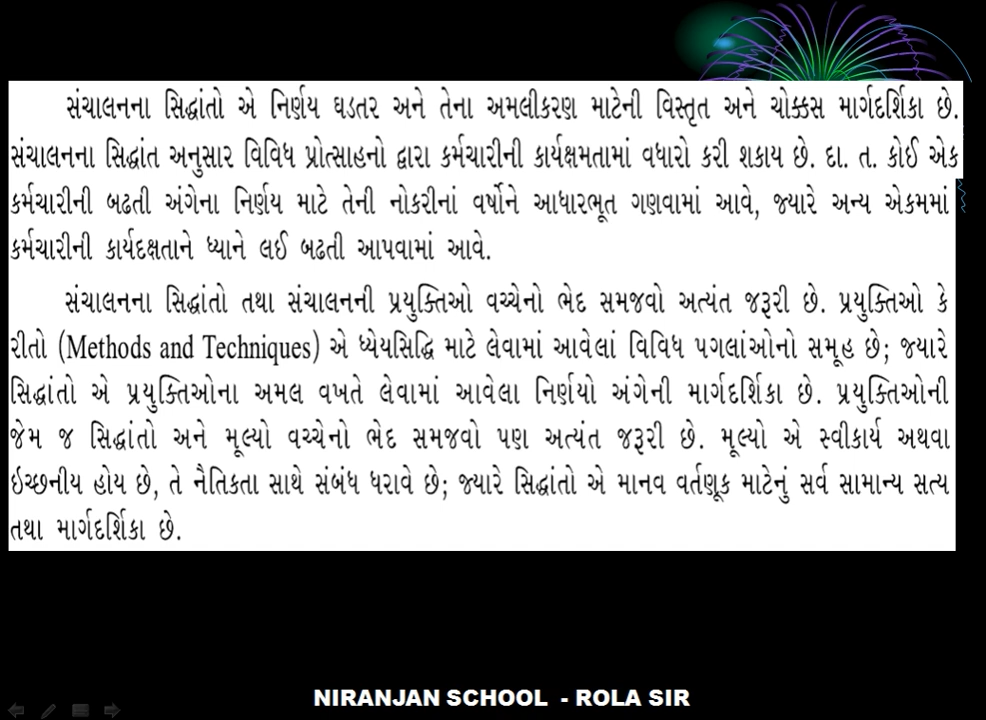 સંચાલનના સિદ્ધાંતો એ નિર્ણય ઘડતર અને તેના અમલીકરણ માટેની વિસ્તૃત અને ચોક્કસ માર્ગદર્શિકા છે.
સંચાલનના સિદ્ધાંત અનુસાર વિવિધ પ્રોત્સાહનો દ્વારા કર્મચારીની કાર્યક્ષમતામાં વધારો કરી શકાય છે. દા. ત. કોઈ એક
કર્મચારીની બઢતી અંગેના નિર્ણય માટે તેની નોકરીનાં વર્ષોને આધારભૂત ગણવામાં આવે, જ્યારે અન્ય એકમમાં
કર્મચારીની કાર્યદક્ષતાને ધ્યાને લઈ બઢતી આપવામાં આવે.
સંચાલનના સિદ્ધાંતો તથા સંચાલનની પ્રયુક્તિઓ વચ્ચેનો ભેદ સમજવો અત્યંત જરૂરી છે. પ્રયુક્તિઓ કે
રીતો (Methods and Techniques) એ ધ્યેયસિદ્ધિ માટે લેવામાં આવેલાં વિવિધ પગલાંઓનો સમૂહ છે; જ્યારે
સિદ્ધાંતો એ પ્રયુક્તિઓના અમલ વખતે લેવામાં આવેલા નિર્ણયો અંગેની માર્ગદર્શિકા છે. પ્રયુક્તિઓની
જેમ જ સિદ્ધાંતો અને મૂલ્યો વચ્ચેનો ભેદ સમજવો પણ અત્યંત જરૂરી છે. મૂલ્યો એ સ્વીકાર્ય અથવા
ઇચ્છનીય હોય છે, તે નૈતિકતા સાથે સંબંધ ધરાવે છે; જ્યારે સિદ્ધાંતો એ માનવ વર્તણૂક માટેનું સર્વ સામાન્ય સત્ય
તથા માર્ગદર્શિકા છે.
NIRANJAN SCHOOL - ROLA SIR